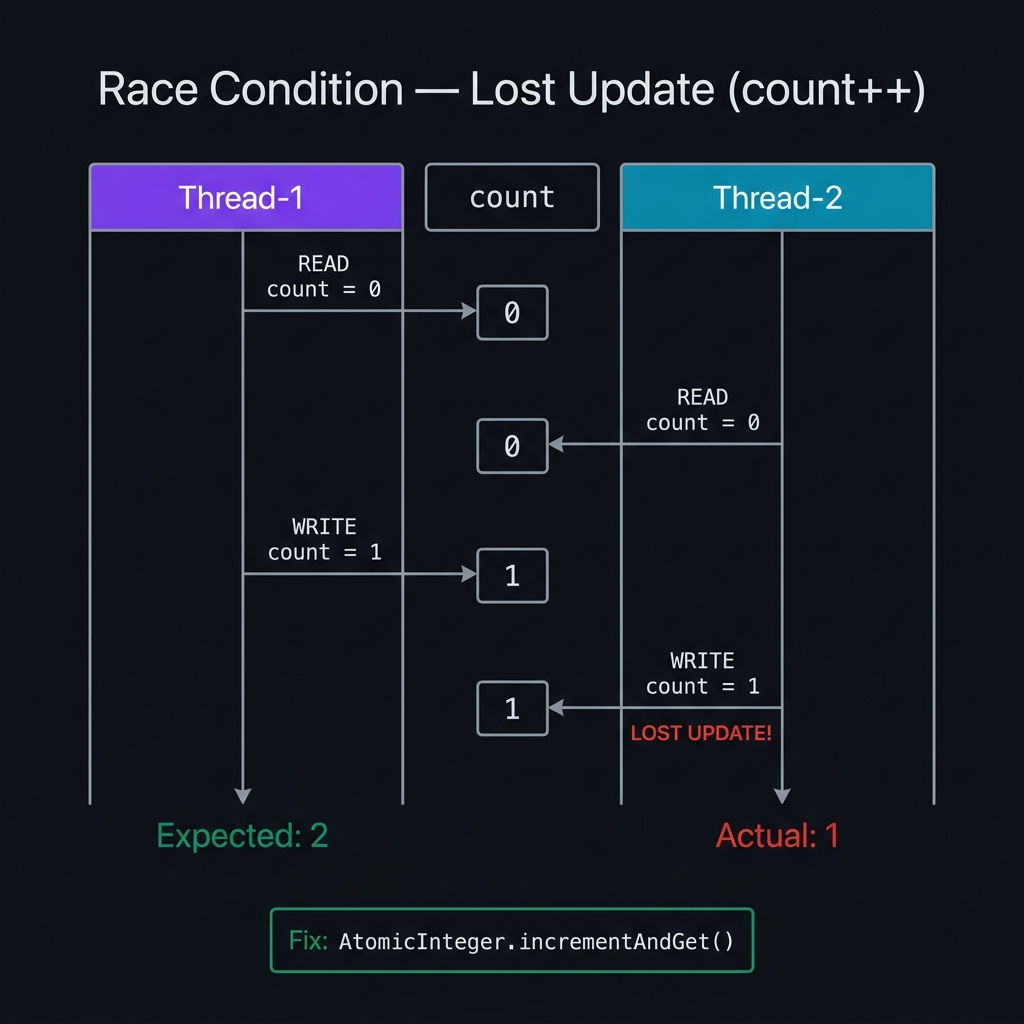 Race Condition — Lost Update (count++)
Thread-1
count
Thread-2
READ
count = 0
0
READ
count = 0
0
WRITE
count = 1
1
WRITE
count = 1
1
LOST UPDATE!
Expected: 2
Actual: 1
Fix: AtomicInteger.incrementAndGet()